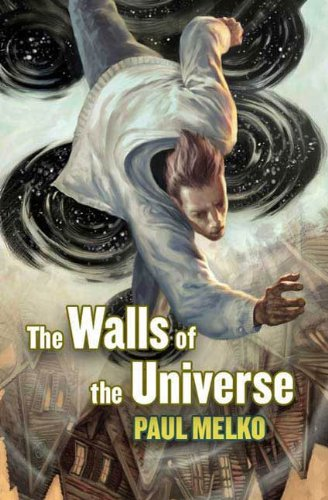 The Walls of
the Universe
PAUL MELKO